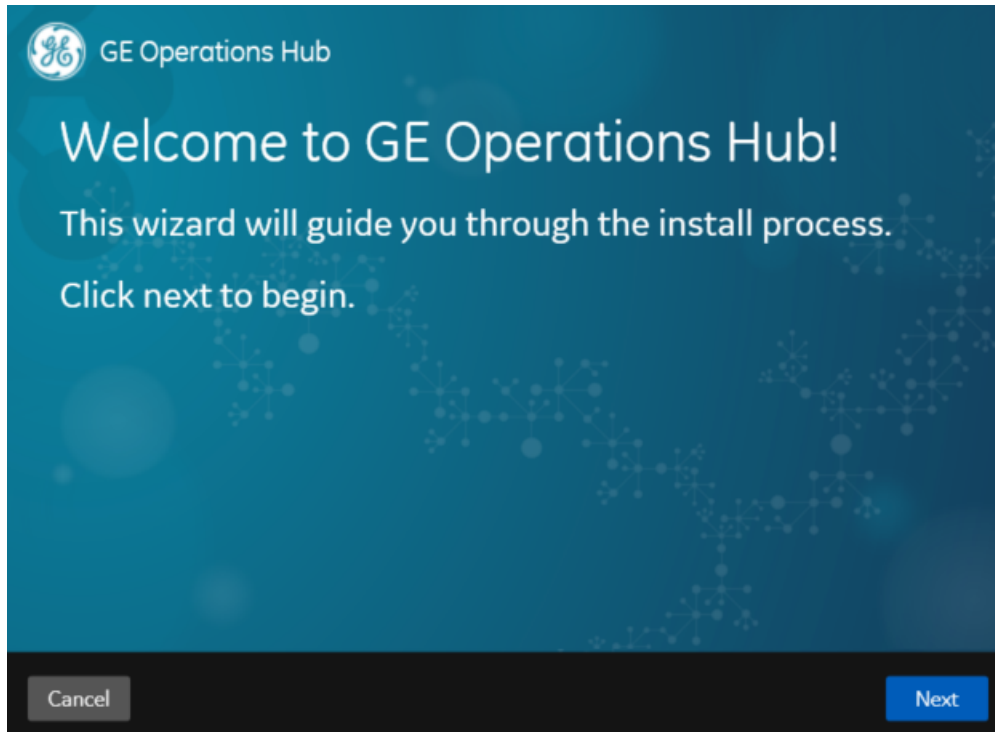 GE Operations Hub
Welcome to GE Operations Hub!
This wizard will guide you through the install process.
Click next to begin.
Cancel
Next